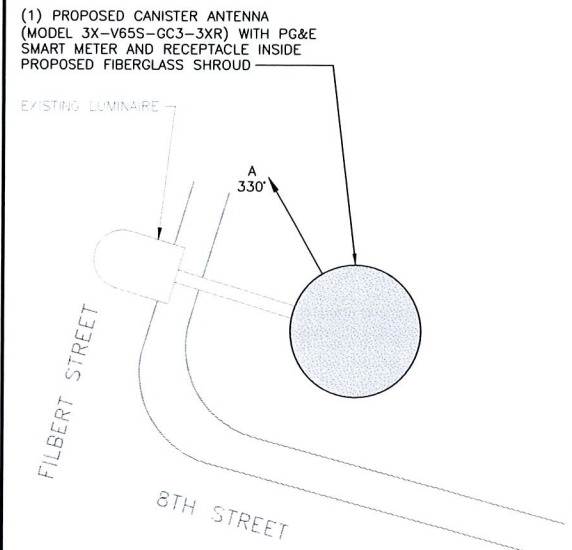 (1) PROPOSED CANISTER ANTENNA
(MODEL 3X-V65S-GC3-3XR) WITH PG&E
SMART METER AND RECEPTACLE INSIDE
PROPOSED FIBERGLASS SHROUD
EXISTING LUMINAIRE
A
330°
FILBERT STREET
8TH STREET